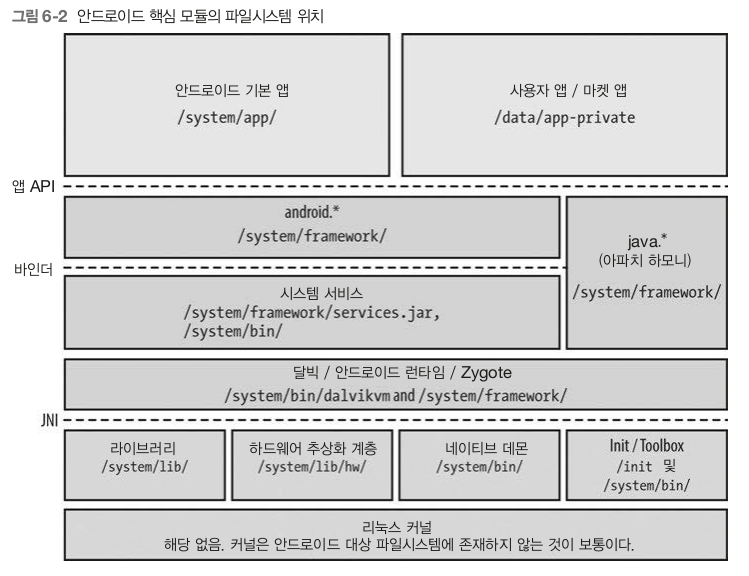 그림 6-2 안드로이드 핵심 모듈의 파일시스템 위치
안드로이드 기본 앱
/system/app/
사용자 앱 / 마켓 앱
/data/app-private
앱 API
android.*
/system/framework/
java.*
(아파치 하모니)
/system/framework/
바인더
시스템 서비스
/system/framework/services.jar,
/system/bin/
달빅 / 안드로이드 런타임 / Zygote
/system/bin/dalvikvm and /system/framework/
JNI
라이브러리
/system/lib/
하드웨어 추상화 계층
/system/lib/hw/
네이티브 데몬
/system/bin/
Init / Toolbox
/init 및
/system/bin/
리눅스 커널
해당 없음. 커널은 안드로이드 대상 파일시스템에 존재하지 않는 것이 보통이다.